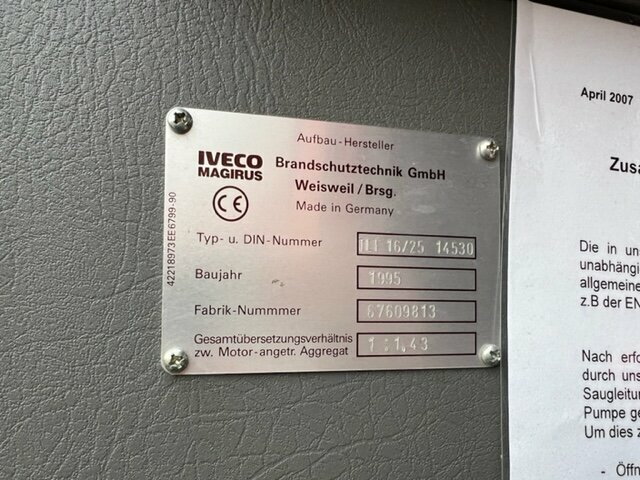 Aufbau-Hersteller
IVECO
MAGIRUS
Brandschutztechnik GmbH
Weisweil/Brsg.
Made in Germany
CE
Typ- u. DIN-Nummer
TLF 16/25 14530
Baujahr
1995
Fabrik-Nummmer
67609813
Gesamtübersetzungsverhältnis
zw. Motor-angetr. Aggregat
1:1,43
42218973EE6799-90
April 2007
Zusa
Die in un
unabhängi
allgemeine
z.B der EN
Nach erfo
durch uns
Saugleitu
Pumpe ge
Um dies z
- Öffn